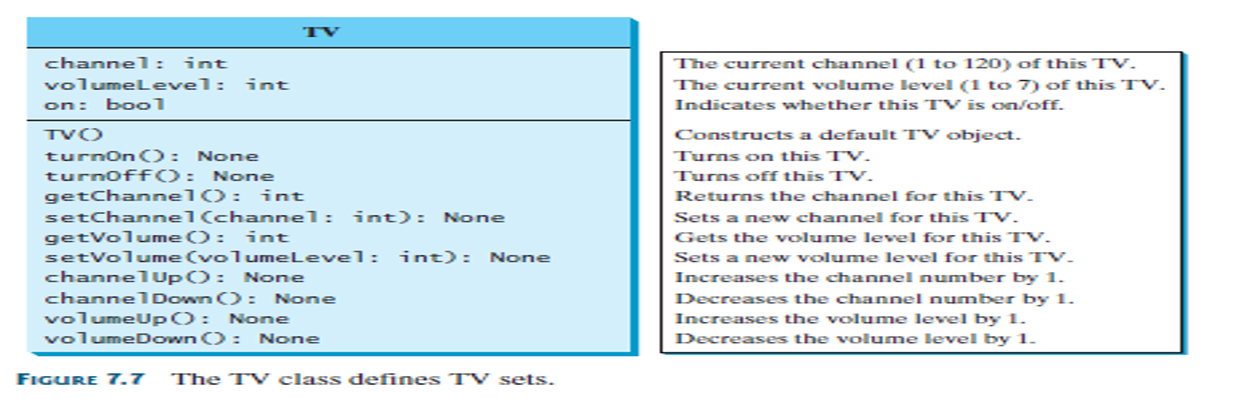 TV
channel: int
volumeLevel: int
on: bool
TV()
turnOn(): None
turnOff(): None
getChannel(): int
setChannel(channel: int): None
getVolume(): int
setVolume(volumeLevel: int): None
channelUp(): None
channelDown(): None
volumeUp(): None
volumeDown(): None
The current channel (1 to 120) of this TV.
The current volume level (1 to 7) of this TV.
Indicates whether this TV is on/off.
Constructs a default TV object.
Turns on this TV.
Turns off this TV.
Returns the channel for this TV.
Sets a new channel for this TV.
Gets the volume level for this TV.
Sets a new volume level for this TV.
Increases the channel number by 1.
Decreases the channel number by 1.
Increases the volume level by 1.
Decreases the volume level by 1.
FIGURE 7.7 The TV class defines TV sets.